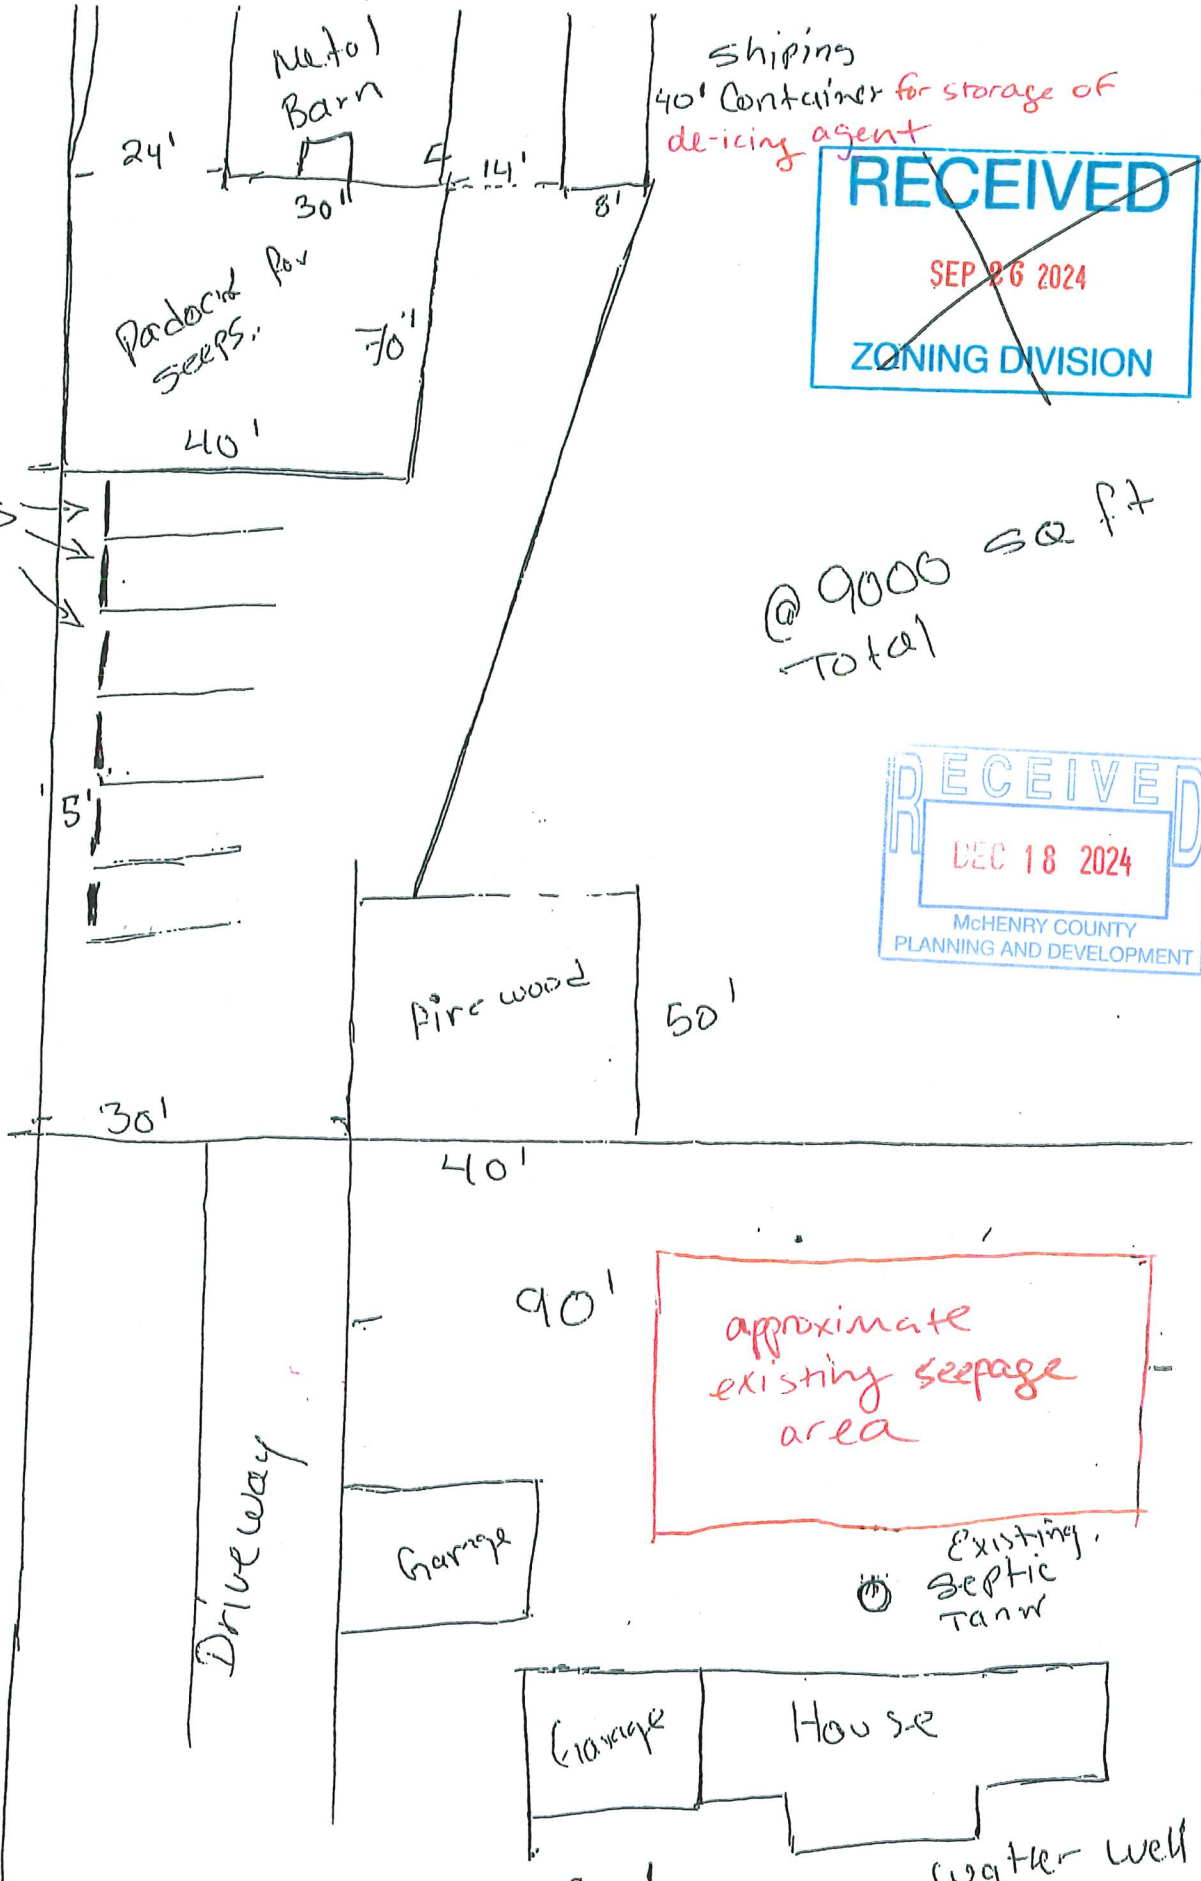 Metal
Barn
shiping
40' Container for storage of
de-icing agent
24'
30'
14'
8'
RECEIVED
SEP 26 2024
ZONING DIVISION
Padock for
seeps.
70'
40'
S
@ 9000 sq ft
Total
5'
RECEIVED
DEC 18 2024
McHENRY COUNTY
PLANNING AND DEVELOPMENT
Fire wood
50'
30'
40'
90'
approximate
existing seepage
area
Driveway
Garage
Existing
Septic
Tank
Garage
House
water well